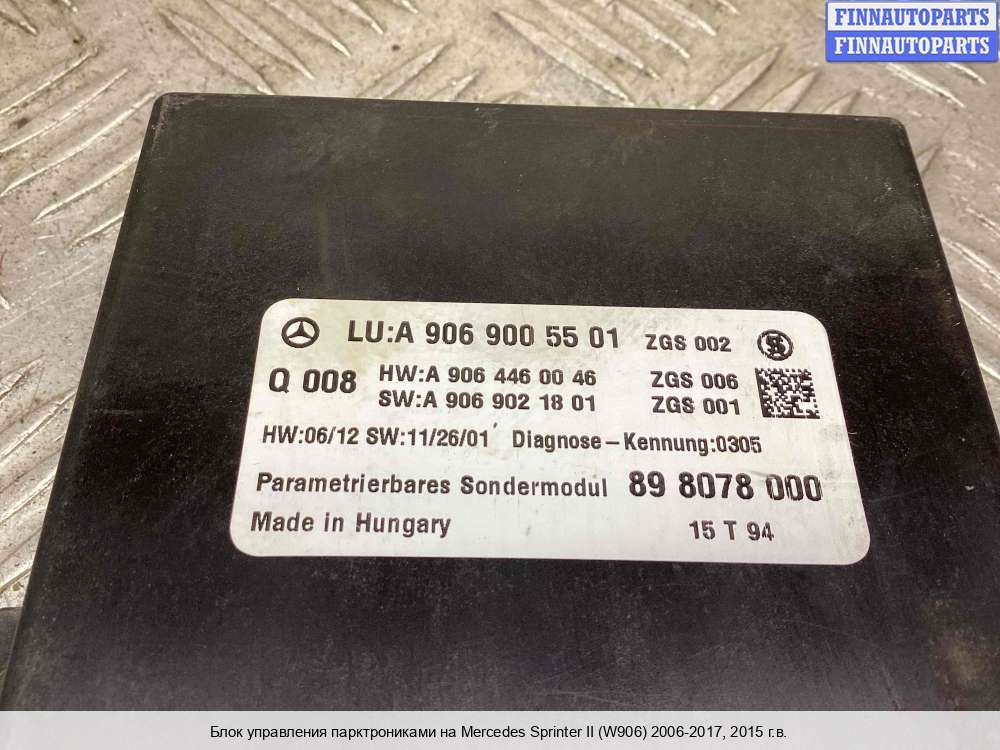 FINNAUTOPARTS
FINNAUTOPARTS
LU:A 906 900 55 01 ZGS 002
Q 008 HW:A 906 446 00 46 ZGS 006
SW:A 906 902 18 01 ZGS 001
HW:06/12 SW:11/26/01 Diagnose-Kennung:0305
Parametrierbares Sondermodul 89 8078 000
Made in Hungary 15 T 94
Блок управления парктрониками на Mercedes Sprinter II (W906) 2006-2017, 2015 г.в.